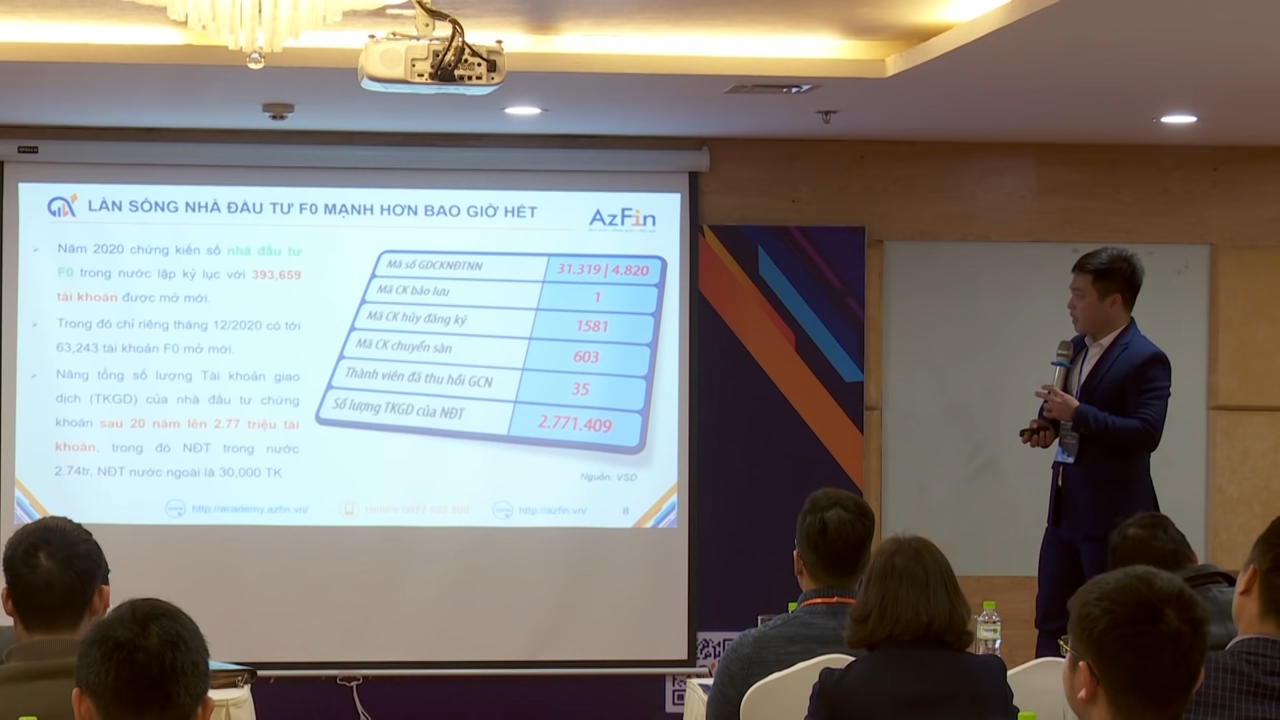 LÀN SÓNG NHÀ ĐẦU TƯ F0 MẠNH HƠN BAO GIỜ HẾT
AzFin
Năm 2020 chứng kiến số nhà đầu tư
F0 trong nước lập kỷ lục với 393,659
tài khoản được mở mới.
Trong đó chỉ riêng tháng 12/2020 có tới
63,243 tài khoản F0 mở mới.
Nâng tổng số lượng Tài khoản giao
dịch (TKGD) của nhà đầu tư chứng
khoán sau 20 năm lên 2.77 triệu tài
khoản, trong đó NĐT trong nước
2.74tr, NĐT nước ngoài là 30,000 TK
Mã số GDCKNĐTNN 31.319 | 4.820
Mã CK bảo lưu 1
Mã CK hủy đăng ký 1581
Mã CK chuyển sàn 603
Thành viên đã thu hồi GCN 35
Số lượng TKGD của NĐT 2.771.409
Nguồn: VSD
http://academy.azfin.vn/ Hotline http://azfin.vn/ 8